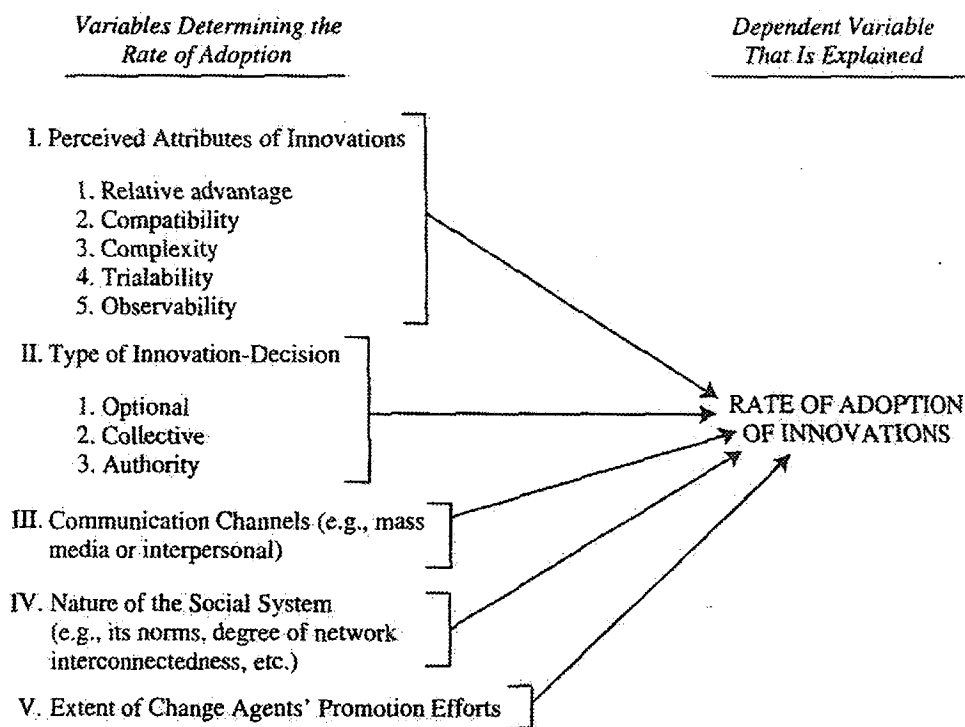 Variables Determining the
Rate of Adoption
Dependent Variable
That Is Explained
I. Perceived Attributes of Innovations
1. Relative advantage
2. Compatibility
3. Complexity
4. Trialability
5. Observability
II. Type of Innovation-Decision
1. Optional
2. Collective
3. Authority
III. Communication Channels (e.g., mass
media or interpersonal)
IV. Nature of the Social System
(e.g., its norms, degree of network
interconnectedness, etc.)
V. Extent of Change Agents' Promotion Efforts
RATE OF ADOPTION
OF INNOVATIONS